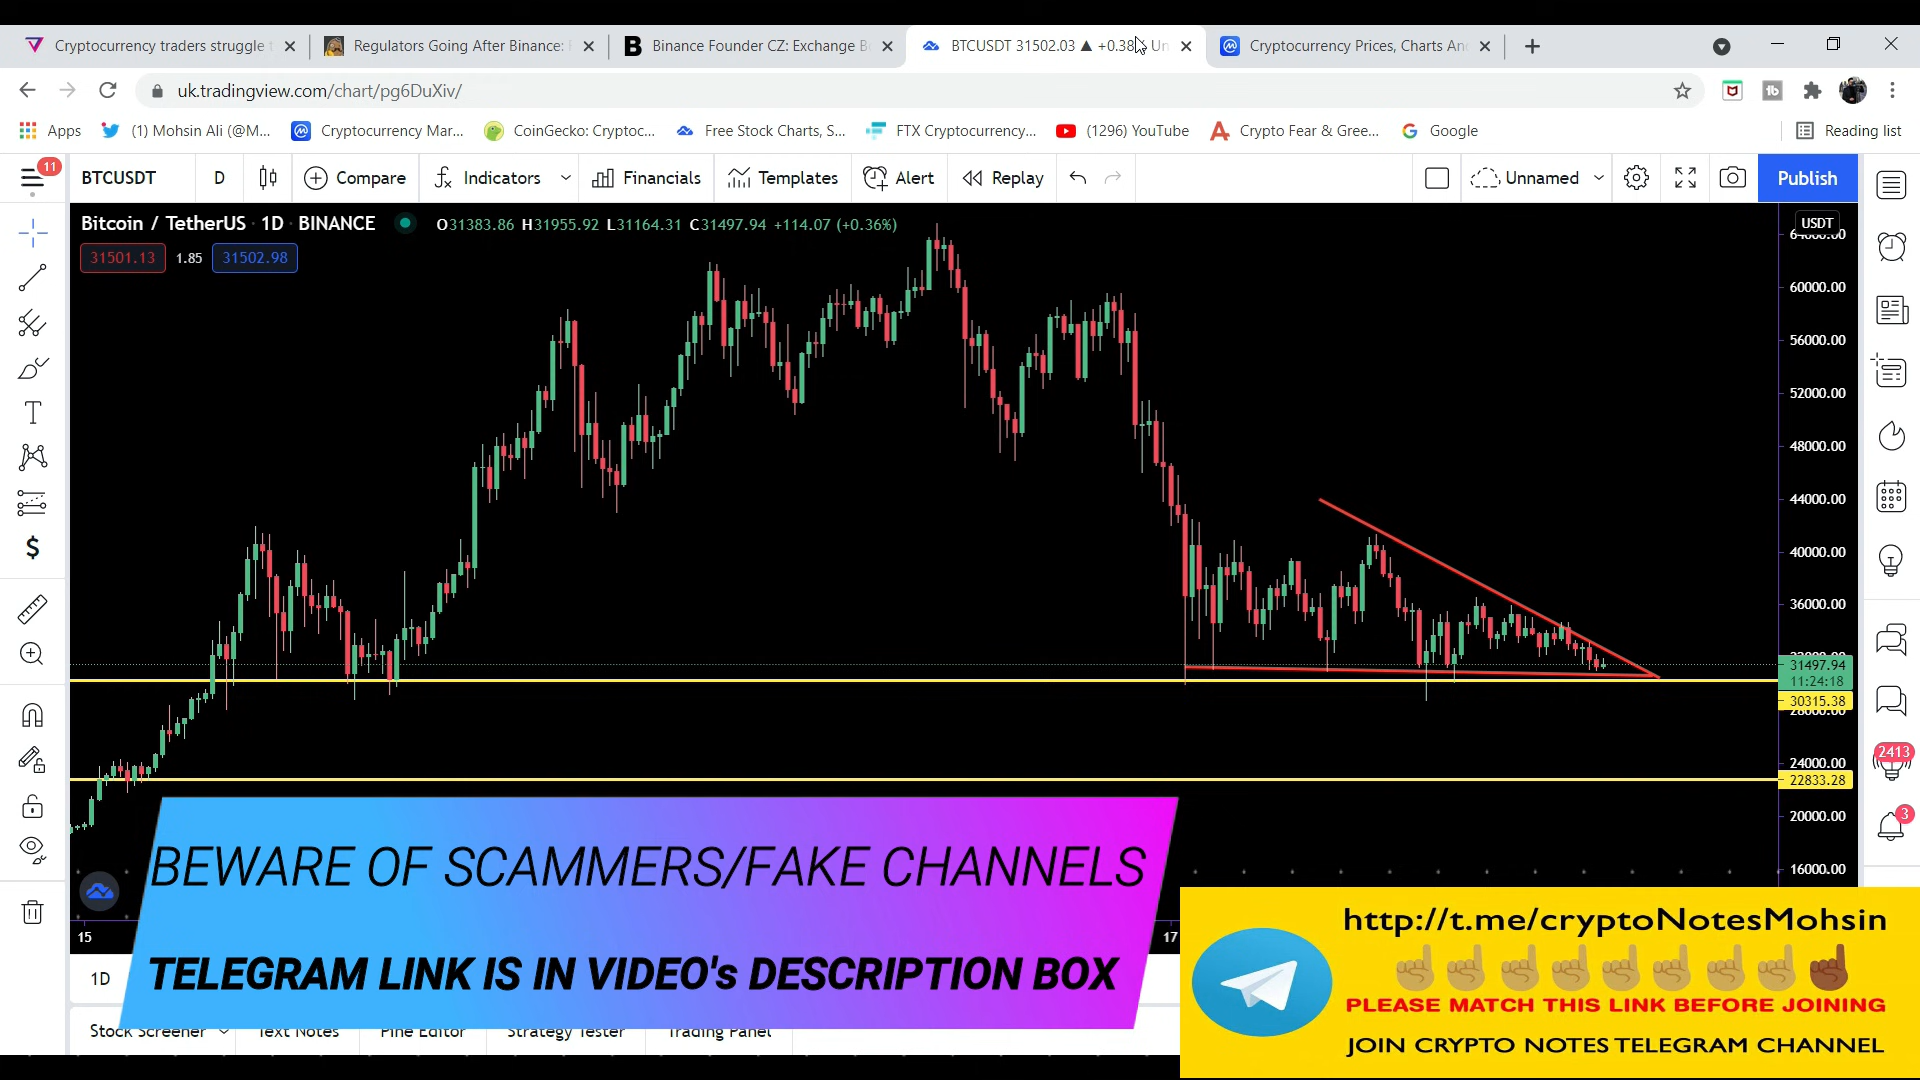 Cryptocurrency traders struggle
Regulators Going After Binance:
Binance Founder CZ: Exchange B
BTCUSDT 31502.03 ▲ +0.38% Un
Cryptocurrency Prices, Charts An
uk.tradingview.com/chart/pg6DuXiv/
Apps
(1) Mohsin Ali (@M...
Cryptocurrency Mar...
CoinGecko: Cryptoc...
Free Stock Charts, S...
FTX Cryptocurrency...
(1296) YouTube
Crypto Fear & Gree...
Google
Reading list
11
BTCUSDT
D
Compare
Indicators
Financials
Templates
Alert
Replay
Unnamed
Publish
Bitcoin / TetherUS · 1D · BINANCE
O31383.86 H31955.92 L31164.31 C31497.94 +114.07 (+0.36%)
31501.13
1.85
31502.98
USDT
60000.00
56000.00
52000.00
48000.00
44000.00
40000.00
36000.00
31497.94
11:24:18
30315.38
24000.00
22833.28
20000.00
16000.00
2413
3
15
17
1D
BEWARE OF SCAMMERS/FAKE CHANNELS
TELEGRAM LINK IS IN VIDEO's DESCRIPTION BOX
Stock Screener
Text Notes
Pine Editor
Strategy Tester
Trading Panel
http://t.me/cryptoNotesMohsin
PLEASE MATCH THIS LINK BEFORE JOINING
JOIN CRYPTO NOTES TELEGRAM CHANNEL